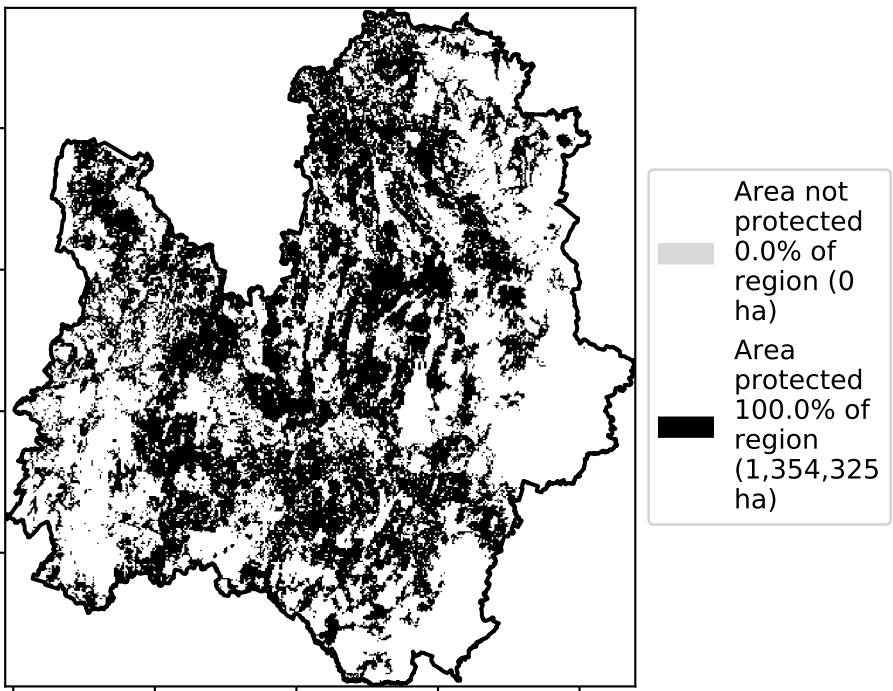 Area not
protected
0.0% of
region (0
ha)
Area
protected
100.0% of
region
(1,354,325
ha)